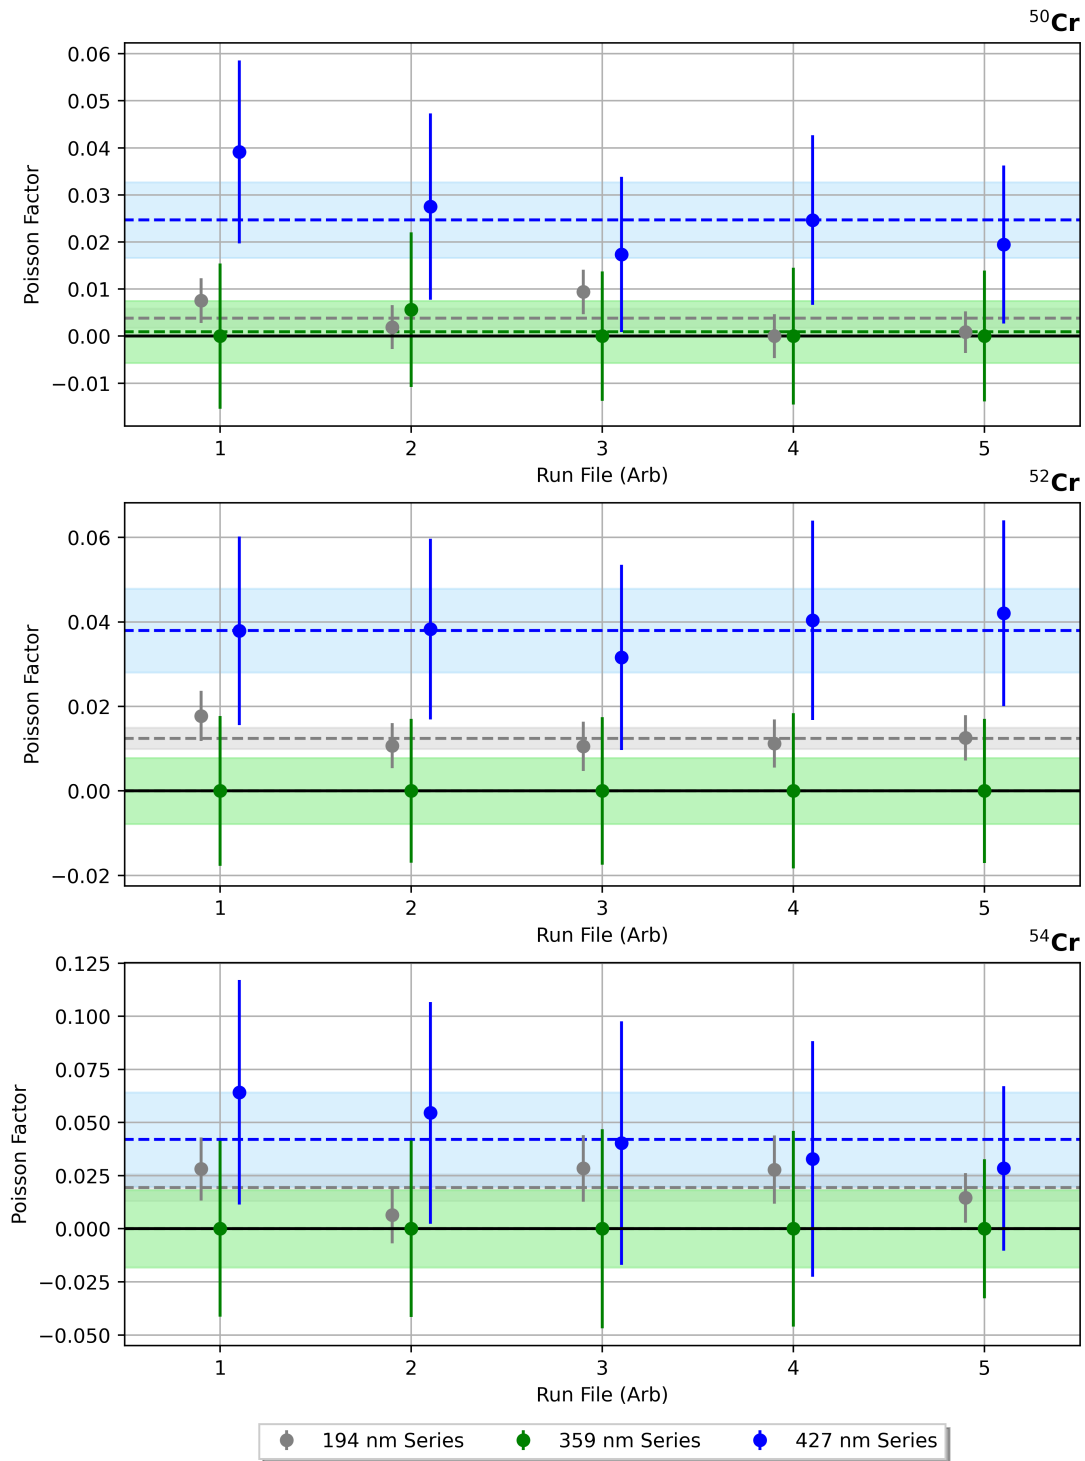 ⁵⁰Cr
0.06
0.05
0.04
0.03
0.02
0.01
0.00
−0.01
Poisson Factor
1 2 3 4 5
Run File (Arb)
⁵²Cr
0.06
0.04
0.02
0.00
−0.02
Poisson Factor
1 2 3 4 5
Run File (Arb)
⁵⁴Cr
0.125
0.100
0.075
0.050
0.025
0.000
−0.025
−0.050
Poisson Factor
1 2 3 4 5
Run File (Arb)
194 nm Series 359 nm Series 427 nm Series